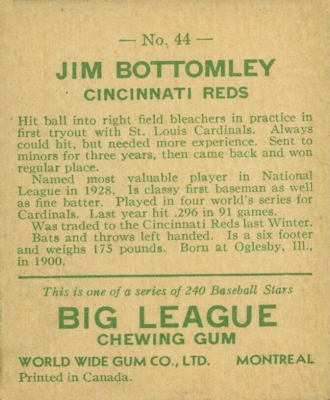 — No. 44 —
JIM BOTTOMLEY
CINCINNATI REDS
Hit ball into right field bleachers in practice in
first tryout with St. Louis Cardinals. Always
could hit, but needed more experience. Sent to
minors for three years, then came back and won
regular place.
Named most valuable player in National
League in 1928. Is classy first baseman as well
as fine batter. Played in four world's series for
Cardinals. Last year hit .296 in 91 games.
Was traded to the Cincinnati Reds last Winter.
Bats and throws left handed. Is a six footer
and weighs 175 pounds. Born at Oglesby, Ill.,
in 1900.
This is one of a series of 240 Baseball Stars
BIG LEAGUE
CHEWING GUM
WORLD WIDE GUM CO., LTD. MONTREAL
Printed in Canada.